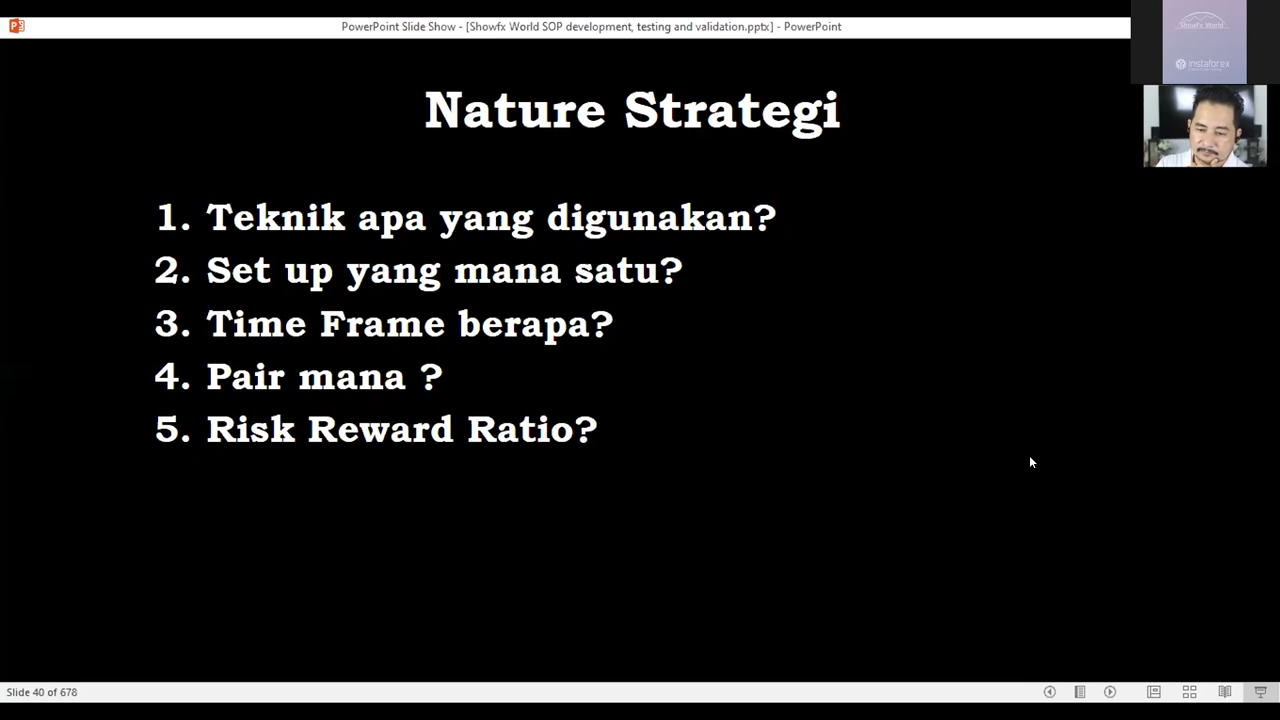 PowerPoint Slide Show - [Showfx World SOP development, testing and validation.pptx] - PowerPoint
Showfx World
instaforex
Nature Strategi
1. Teknik apa yang digunakan?
2. Set up yang mana satu?
3. Time Frame berapa?
4. Pair mana ?
5. Risk Reward Ratio?
Slide 40 of 678